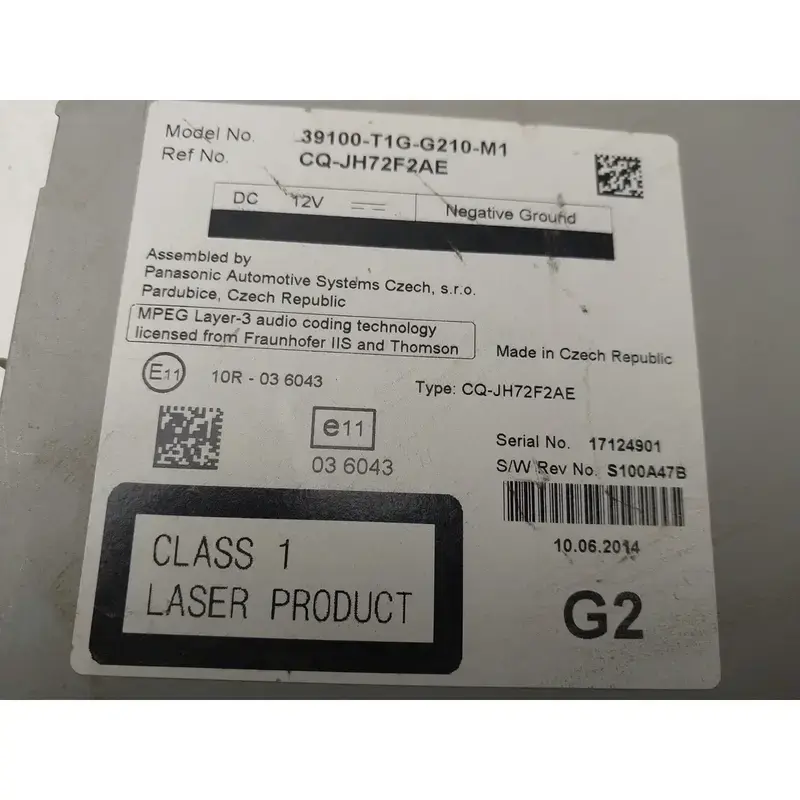 Model No. 39100-T1G-G210-M1
Ref No. CQ-JH72F2AE
DC 12V Negative Ground
Assembled by
Panasonic Automotive Systems Czech, s.r.o.
Pardubice, Czech Republic
MPEG Layer-3 audio coding technology
licensed from Fraunhofer IIS and Thomson
Made in Czech Republic
E11 10R - 03 6043
Type: CQ-JH72F2AE
e11
03 6043
Serial No. 17124901
S/W Rev No. S100A47B
10.06.2014
CLASS 1
LASER PRODUCT
G2